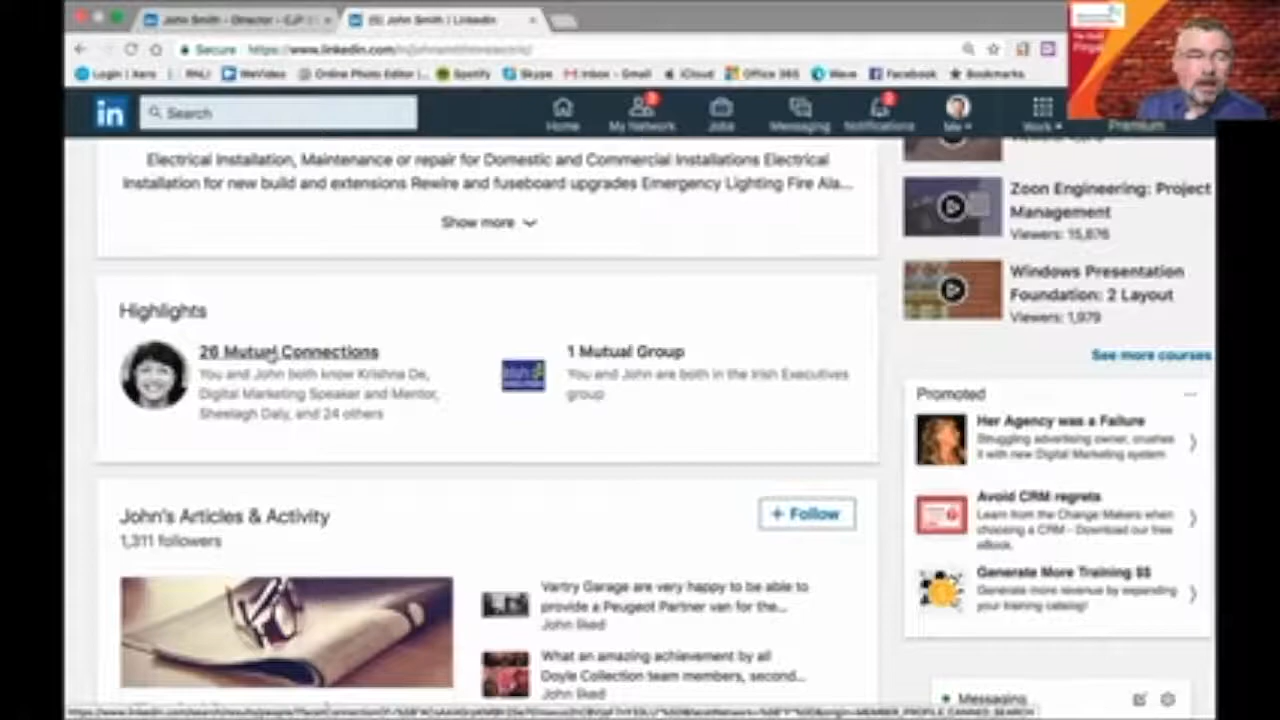 John Smith - Director - CJP
(5) John Smith | LinkedIn
Secure
https://www.linkedin.com/in/
Login | Xero
RNLI
WeVideo
Online Photo Editor |...
Spotify
Skype
Inbox - Gmail
iCloud
Office 365
Wave
Facebook
Bookmarks
in
Search
Home
My Network
Jobs
Messaging
Notifications
Me
Work
Premium
Electrical Installation, Maintenance or repair for Domestic and Commercial Installations Electrical
Installation for new build and extensions Rewire and fuseboard upgrades Emergency Lighting Fire Ala...
Show more
Highlights
26 Mutual Connections
You and John both know Krishna De,
Digital Marketing Speaker and Mentor,
Sheelagh Daly, and 24 others
1 Mutual Group
You and John are both in the Irish Executives
group
John's Articles & Activity
1,311 followers
+ Follow
Vartry Garage are very happy to be able to
provide a Peugeot Partner van for the...
John liked
What an amazing achievement by all
Doyle Collection team members, second...
John liked
Zoon Engineering: Project
Management
Viewers: 15,876
Windows Presentation
Foundation: 2 Layout
Viewers: 1,979
See more courses
Promoted
Her Agency was a Failure
Struggling advertising owner, crushes
it with new Digital Marketing system
Avoid CRM regrets
Learn from the Change Makers when
choosing a CRM - Download our free
eBook.
Generate More Training $$
Generate more revenue by expanding
your training catalog!
Messaging